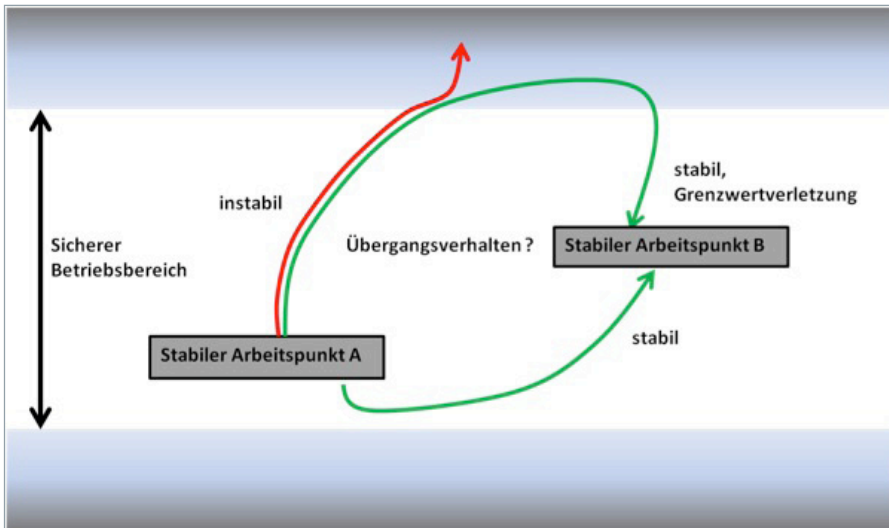 stabil,
Grenzwertverletzung
instabil
Sicherer
Betriebsbereich
Übergangsverhalten ?
Stabiler Arbeitspunkt B
stabil
Stabiler Arbeitspunkt A